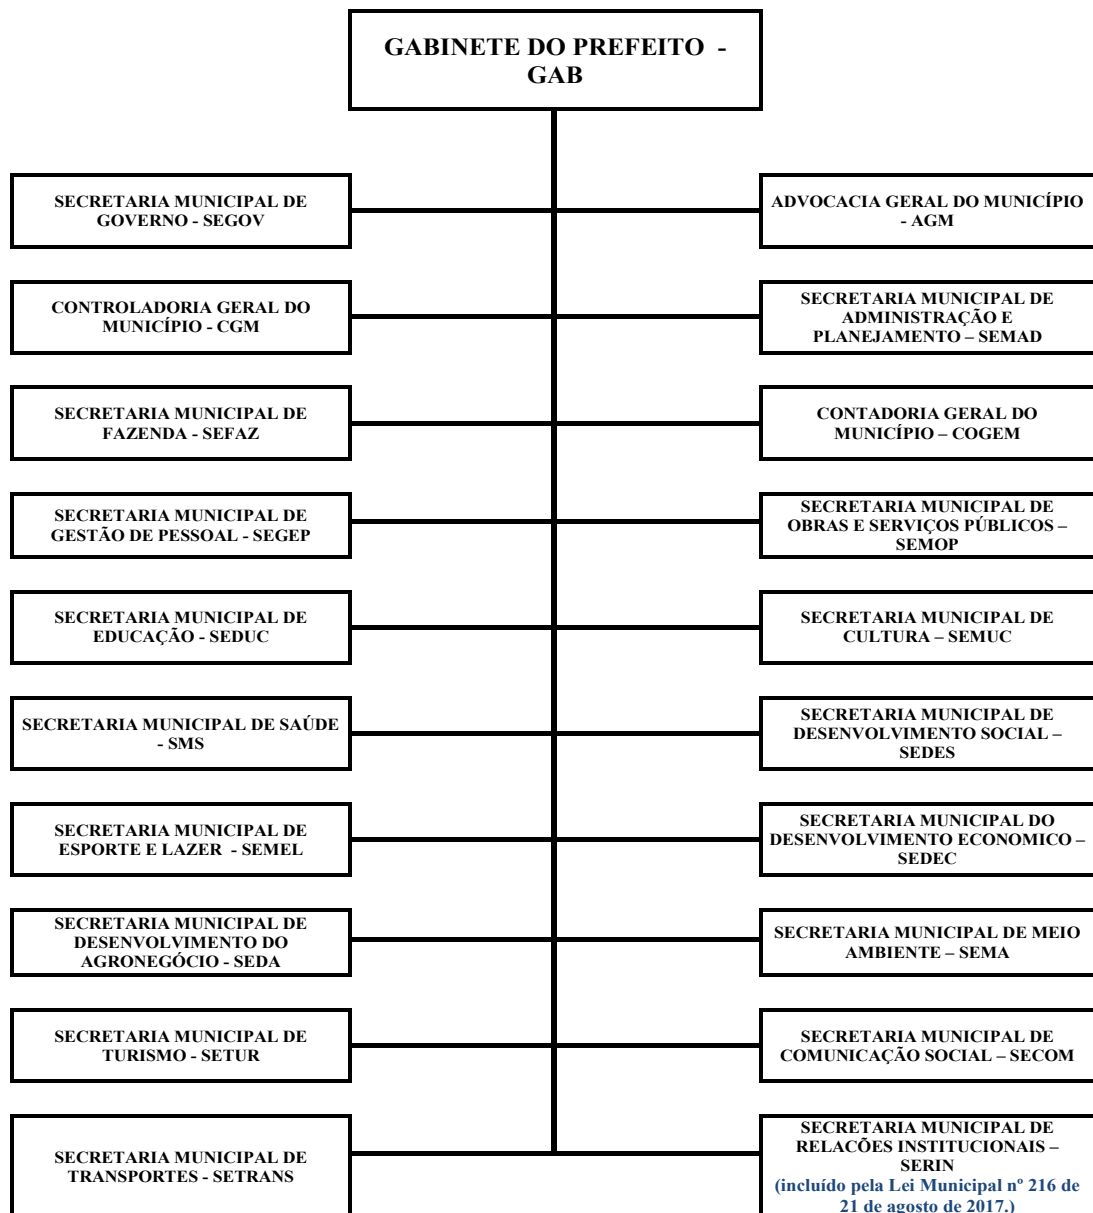 GABINETE DO PREFEITO -
GAB
SECRETARIA MUNICIPAL DE
GOVERNO - SEGOV
ADVOCACIA GERAL DO MUNICÍPIO
- AGM
CONTROLADORIA GERAL DO
MUNICÍPIO - CGM
SECRETARIA MUNICIPAL DE
ADMINISTRAÇÃO E
PLANEJAMENTO – SEMAD
SECRETARIA MUNICIPAL DE
FAZENDA - SEFAZ
CONTADORIA GERAL DO
MUNICÍPIO – COGEM
SECRETARIA MUNICIPAL DE
GESTÃO DE PESSOAL - SEGEP
SECRETARIA MUNICIPAL DE
OBRAS E SERVIÇOS PÚBLICOS –
SEMOP
SECRETARIA MUNICIPAL DE
EDUCAÇÃO - SEDUC
SECRETARIA MUNICIPAL DE
CULTURA – SEMUC
SECRETARIA MUNICIPAL DE SAÚDE
- SMS
SECRETARIA MUNICIPAL DE
DESENVOLVIMENTO SOCIAL –
SEDES
SECRETARIA MUNICIPAL DE
ESPORTE E LAZER - SEMEL
SECRETARIA MUNICIPAL DO
DESENVOLVIMENTO ECONOMICO –
SEDEC
SECRETARIA MUNICIPAL DE
DESENVOLVIMENTO DO
AGRONEGÓCIO - SEDA
SECRETARIA MUNICIPAL DE MEIO
AMBIENTE – SEMA
SECRETARIA MUNICIPAL DE
TURISMO - SETUR
SECRETARIA MUNICIPAL DE
COMUNICAÇÃO SOCIAL – SECOM
SECRETARIA MUNICIPAL DE
TRANSPORTES - SETRANS
SECRETARIA MUNICIPAL DE
RELACÕES INSTITUCIONAIS –
SERIN
(incluído pela Lei Municipal nº 216 de
21 de agosto de 2017.)